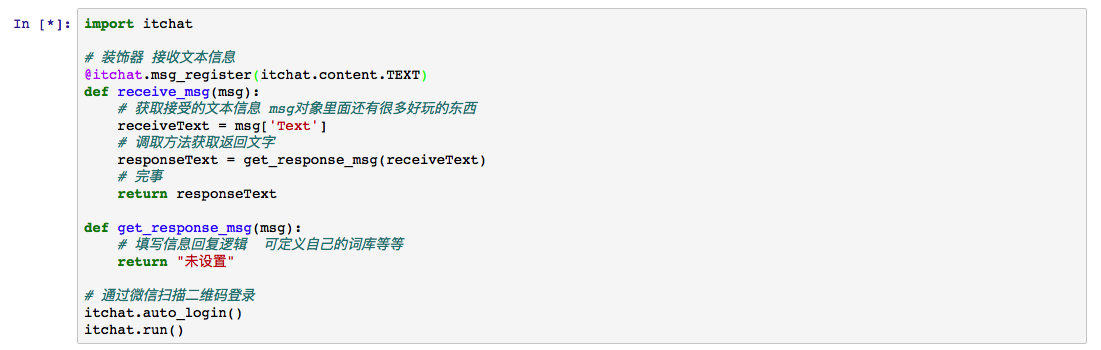 In [*]: import itchat
# 装饰器 接收文本信息
@itchat.msg_register(itchat.content.TEXT)
def receive_msg(msg):
    # 获取接受的文本信息 msg对象里面还有很多好玩的东西
    receiveText = msg['Text']
    # 调取方法获取返回文字
    responseText = get_response_msg(receiveText)
    # 完事
    return responseText
def get_response_msg(msg):
    # 填写信息回复逻辑  可定义自己的词库等等
    return "未设置"
# 通过微信扫描二维码登录
itchat.auto_login()
itchat.run()